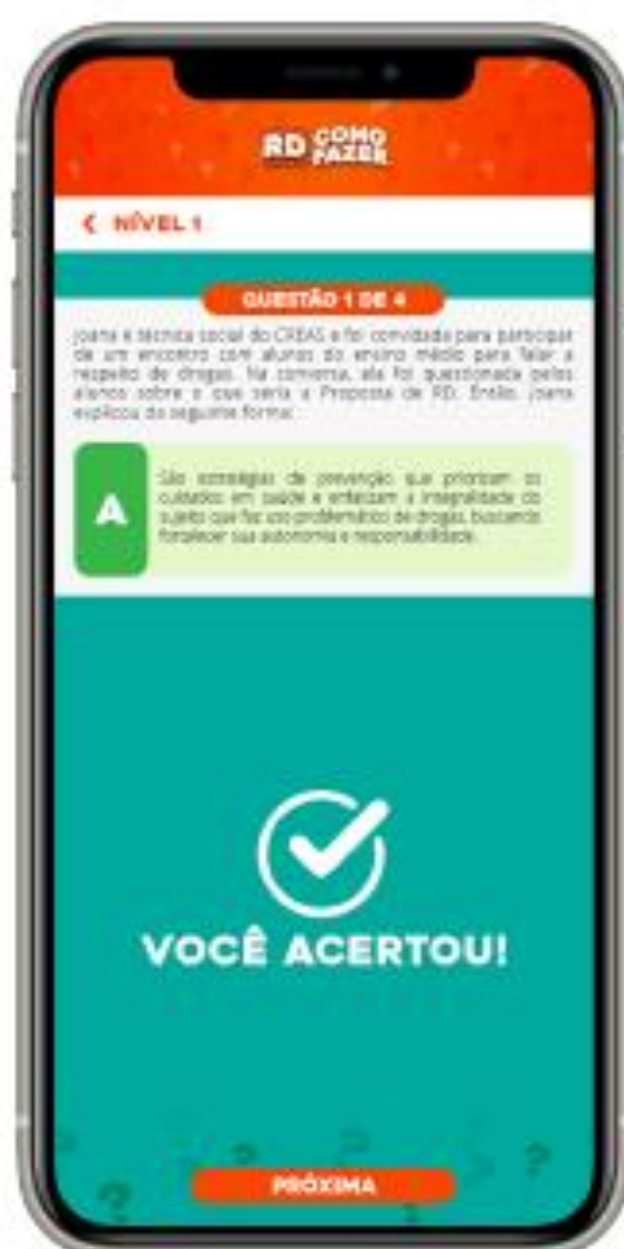 RD COMO FAZER
NÍVEL 1
QUESTÃO 1 DE 4
Joana é técnica social do CREAS e foi convidada para participar
de um encontro com alunos do ensino médio para falar a
respeito de drogas. Na conversa, ela foi questionada pelos
alunos sobre o que seria a Proposta de RD. Então, Joana
explicou da seguinte forma:
A
São estratégias de prevenção que priorizam os
cuidados em saúde e enfatizam a integralidade do
sujeito que faz uso problemático de drogas, buscando
fortalecer sua autonomia e responsabilidade.
VOCÊ ACERTOU!
PRÓXIMA